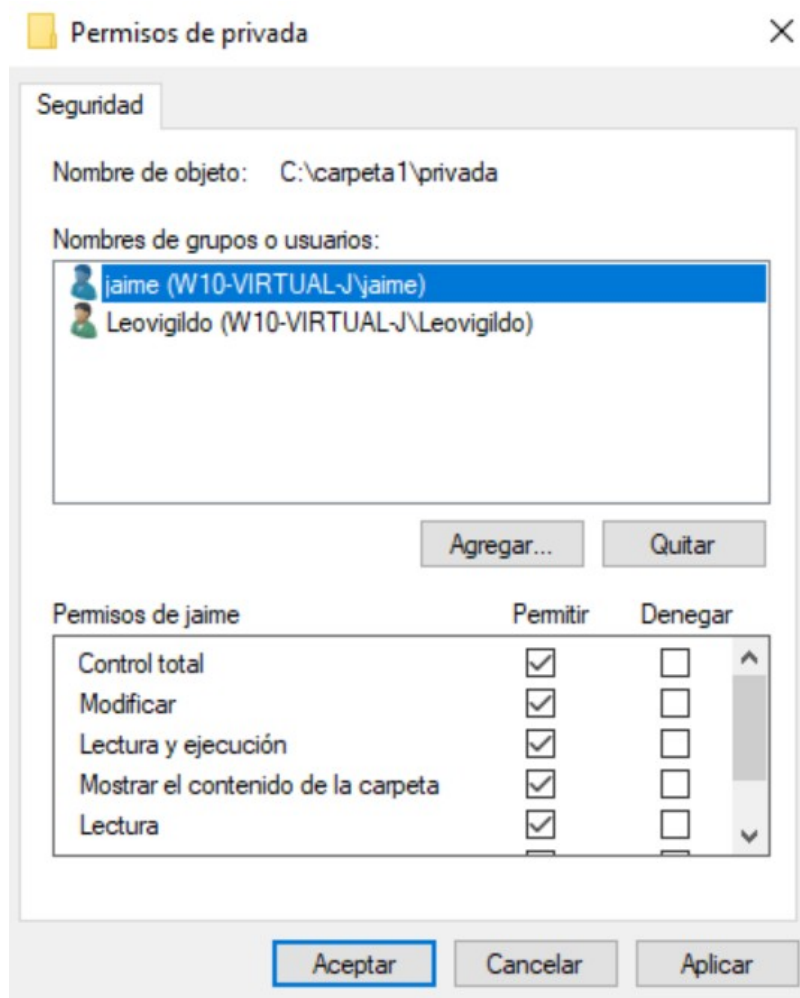 Permisos de privada
Seguridad
Nombre de objeto: C:\carpeta1\privada
Nombres de grupos o usuarios:
jaime (W10-VIRTUAL-J\jaime)
Leovigildo (W10-VIRTUAL-J\Leovigildo)
Agregar... Quitar
Permisos de jaime Permitir Denegar
Control total
Modificar
Lectura y ejecución
Mostrar el contenido de la carpeta
Lectura
Aceptar Cancelar Aplicar